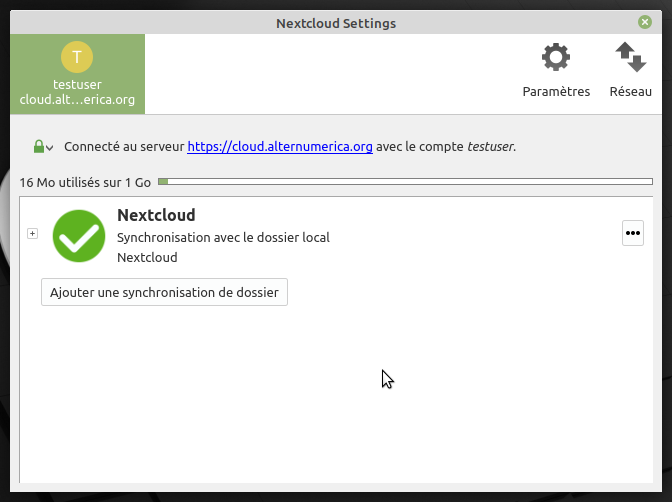 Nextcloud Settings
T
testuser
cloud.alt...erica.org
Paramètres
Réseau
Connecté au serveur https://cloud.alternumerica.org avec le compte testuser.
16 Mo utilisés sur 1 Go
Nextcloud
Synchronisation avec le dossier local
Nextcloud
Ajouter une synchronisation de dossier